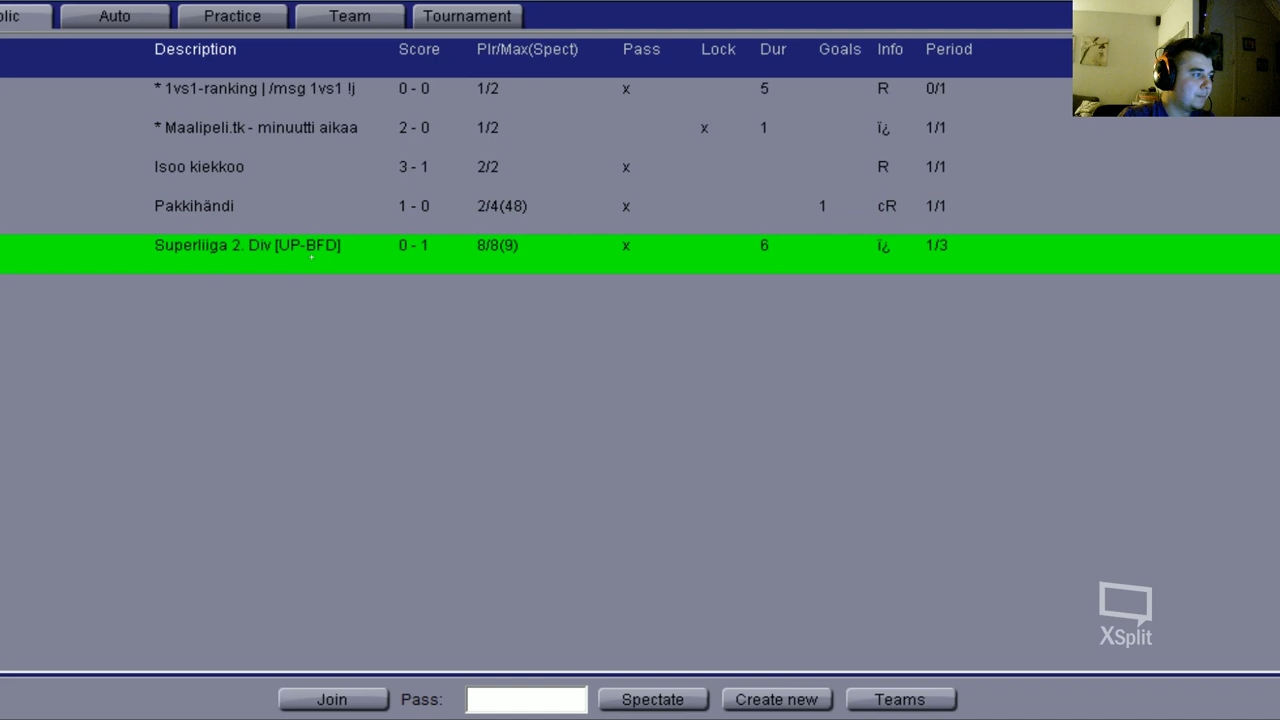 olic Auto Practice Team Tournament
Description Score Plr/Max(Spect) Pass Lock Dur Goals Info Period
* 1vs1-ranking | /msg 1vs1 !j 0 - 0 1/2 x 5 R 0/1
* Maalipeli.tk - minuutti aikaa 2 - 0 1/2 x 1 ï¿ 1/1
Isoo kiekkoo 3 - 1 2/2 x R 1/1
Pakkihändi 1 - 0 2/4(48) x 1 cR 1/1
Superliiga 2. Div [UP-BFD] 0 - 1 8/8(9) x 6 ï¿ 1/3
XSplit
Join Pass: Spectate Create new Teams